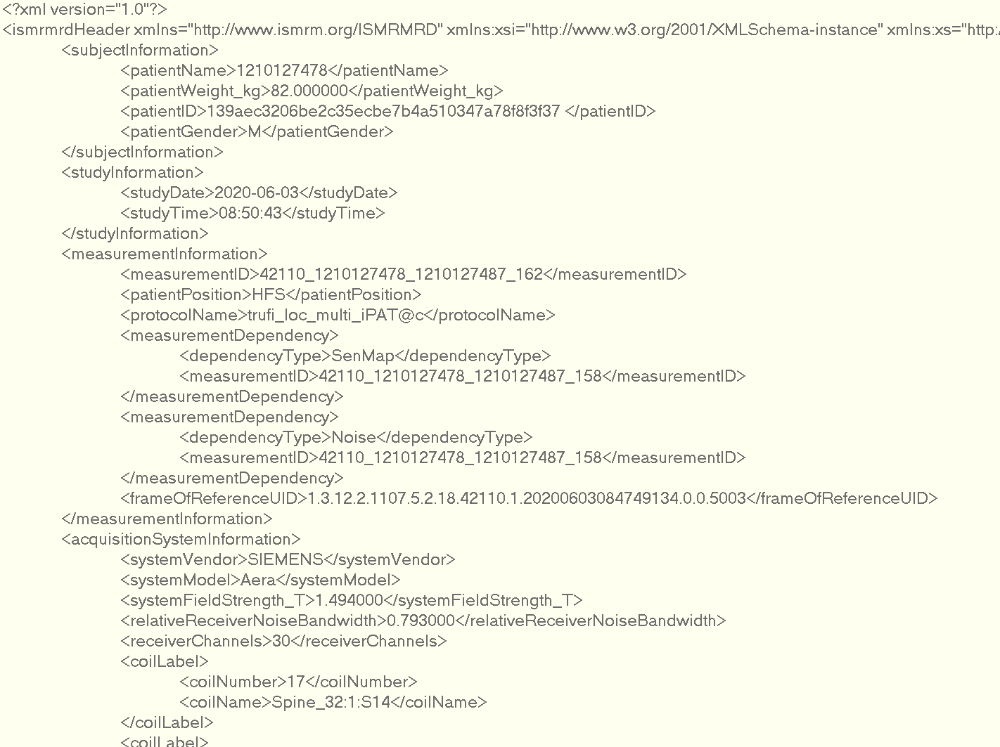 <?xml version="1.0"?>
<ismrmrdHeader xmlns="http://www.ismrm.org/ISMRMRD" xmlns:xsi="http://www.w3.org/2001/XMLSchema-instance" xmlns:xs="http:/
<subjectInformation>
<patientName>1210127478</patientName>
<patientWeight_kg>82.000000</patientWeight_kg>
<patientID>139aec3206be2c35ecbe7b4a510347a78f8f3f37 </patientID>
<patientGender>M</patientGender>
</subjectInformation>
<studyInformation>
<studyDate>2020-06-03</studyDate>
<studyTime>08:50:43</studyTime>
</studyInformation>
<measurementInformation>
<measurementID>42110_1210127478_1210127487_162</measurementID>
<patientPosition>HFS</patientPosition>
<protocolName>trufi_loc_multi_iPAT@c</protocolName>
<measurementDependency>
<dependencyType>SenMap</dependencyType>
<measurementID>42110_1210127478_1210127487_158</measurementID>
</measurementDependency>
<measurementDependency>
<dependencyType>Noise</dependencyType>
<measurementID>42110_1210127478_1210127487_158</measurementID>
</measurementDependency>
<frameOfReferenceUID>1.3.12.2.1107.5.2.18.42110.1.20200603084749134.0.0.5003</frameOfReferenceUID>
</measurementInformation>
<acquisitionSystemInformation>
<systemVendor>SIEMENS</systemVendor>
<systemModel>Aera</systemModel>
<systemFieldStrength_T>1.494000</systemFieldStrength_T>
<relativeReceiverNoiseBandwidth>0.793000</relativeReceiverNoiseBandwidth>
<receiverChannels>30</receiverChannels>
<coilLabel>
<coilNumber>17</coilNumber>
<coilName>Spine_32:1:S14</coilName>
</coilLabel>
<coilLabel>